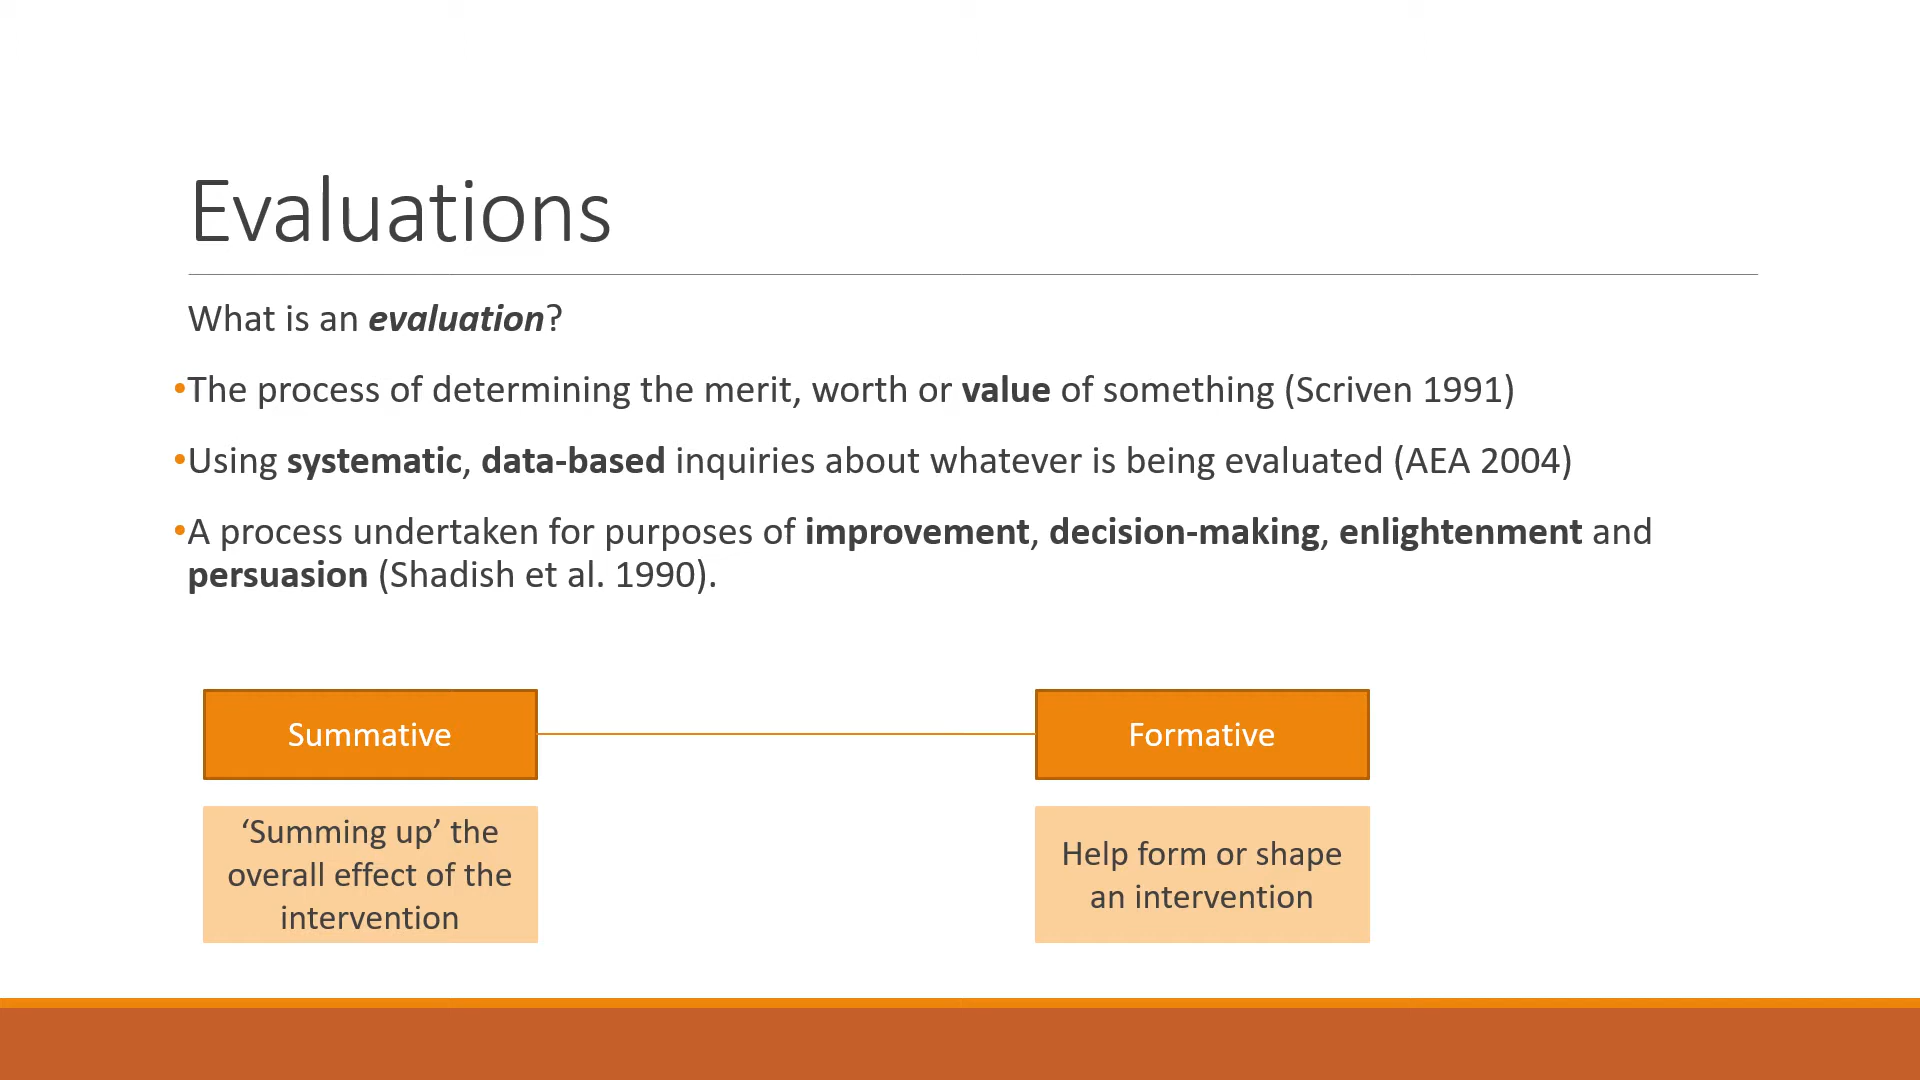 Evaluations
What is an evaluation?
•The process of determining the merit, worth or value of something (Scriven 1991)
•Using systematic, data-based inquiries about whatever is being evaluated (AEA 2004)
•A process undertaken for purposes of improvement, decision-making, enlightenment and
persuasion (Shadish et al. 1990).
Summative
‘Summing up’ the
overall effect of the
intervention
Formative
Help form or shape
an intervention